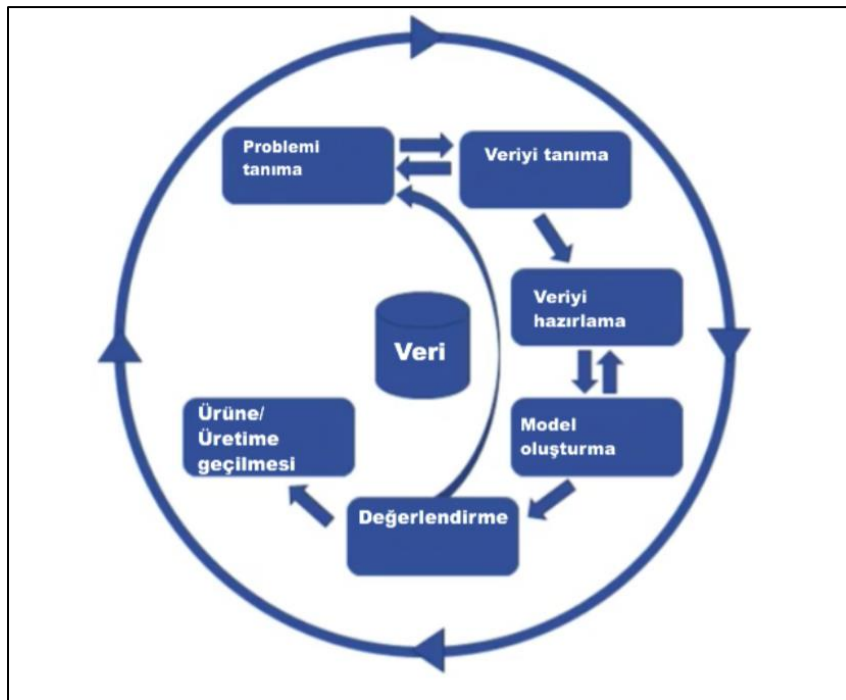 Problemi
tanıma
Veriyi tanıma
Veriyi
hazırlama
Veri
Model
oluşturma
Değerlendirme
Ürüne/
Üretime
geçilmesi